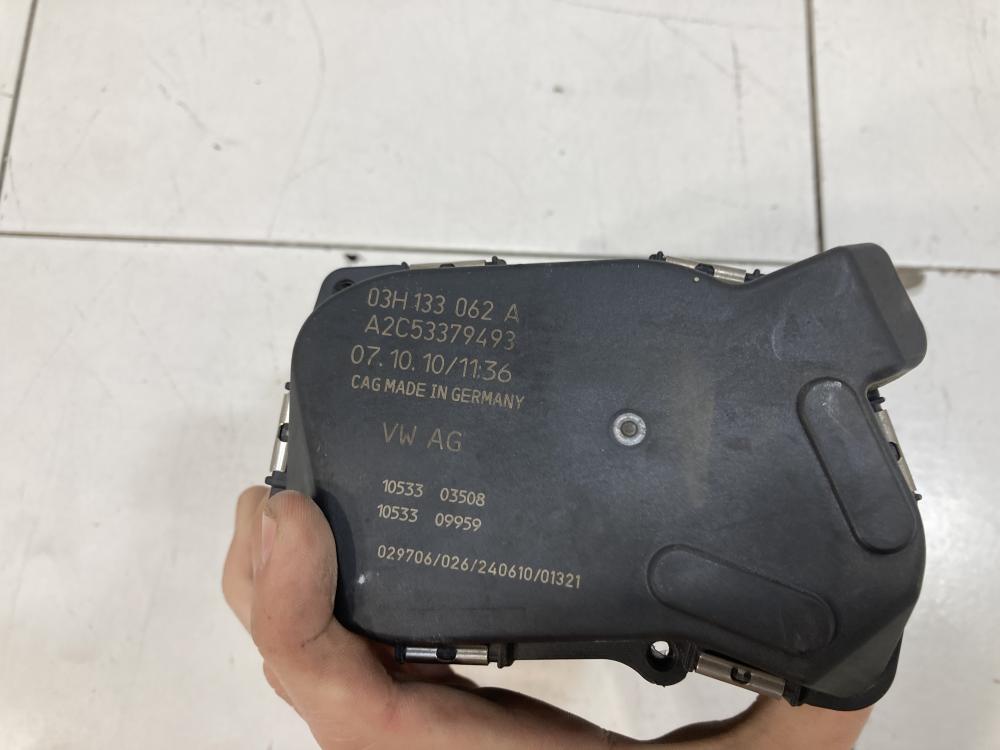 03H 133 062 A
A2C53379493
07.10.10/11:36
CAG MADE IN GERMANY
VW AG
10533 03508
10533 09959
029706/026/240610/01321